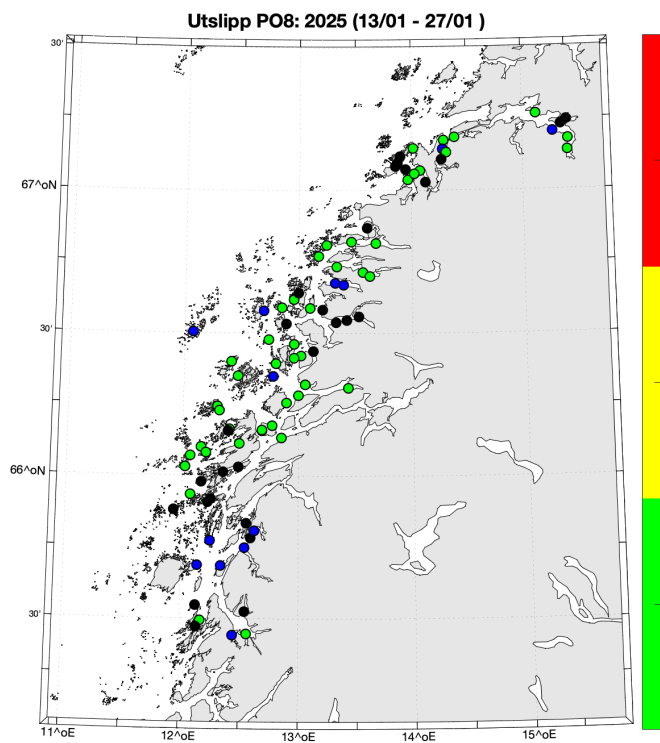 Utslipp PO8: 2025 (13/01 - 27/01 )
30'
67^oN
30'
66^oN
30'
11^oE 12^oE 13^oE 14^oE 15^oE